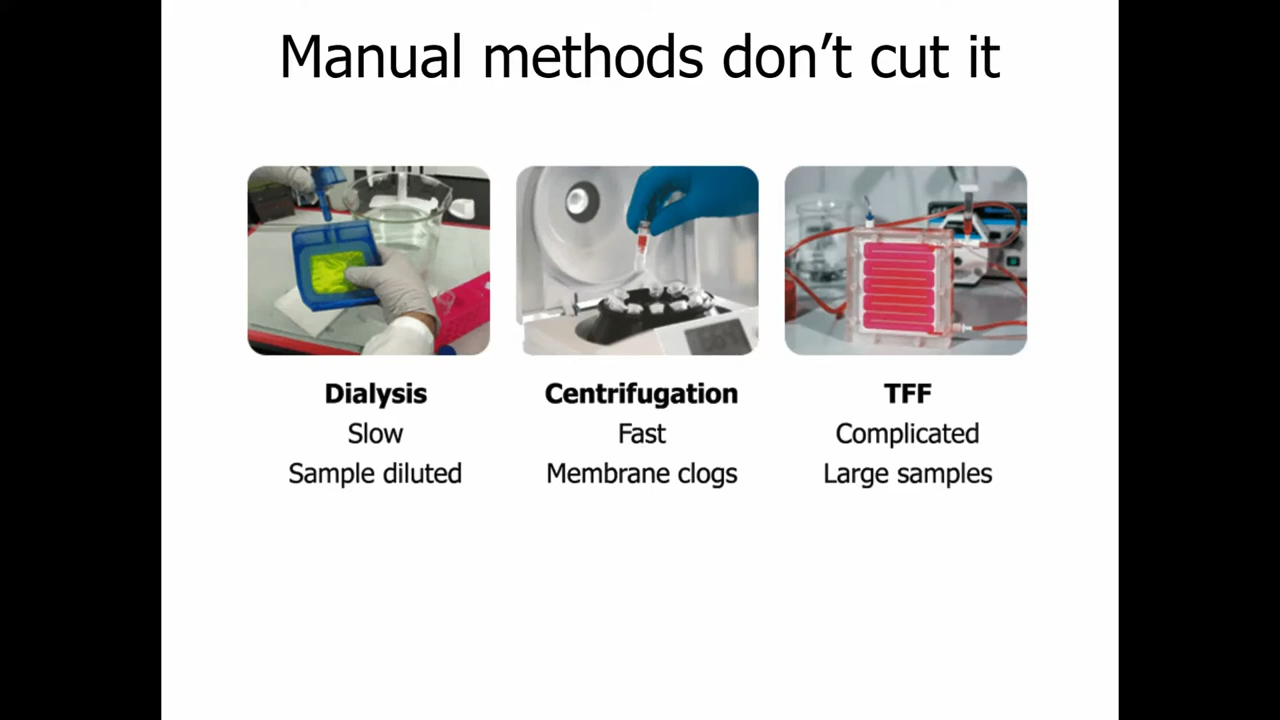 Manual methods don’t cut it
Dialysis
Slow
Sample diluted
Centrifugation
Fast
Membrane clogs
TFF
Complicated
Large samples